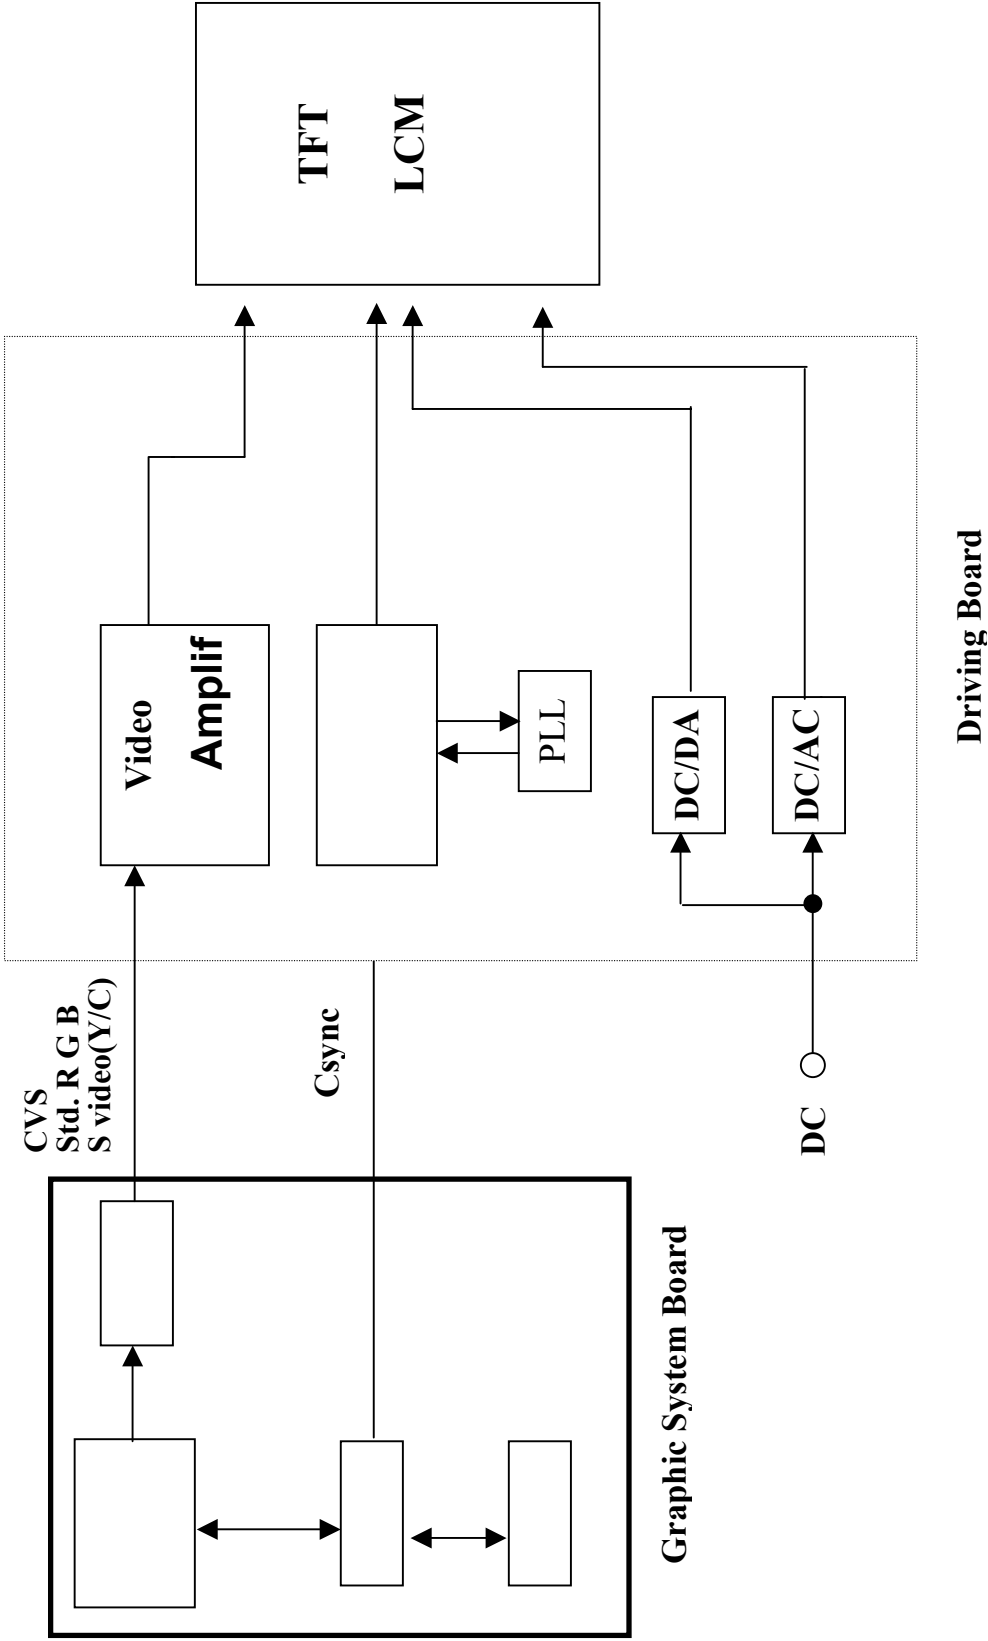 CVS
Std. R G B
S video(Y/C)
Csync
DC
Graphic System Board
Video
Amplif
PLL
DC/DA
DC/AC
Driving Board
TFT
LCM